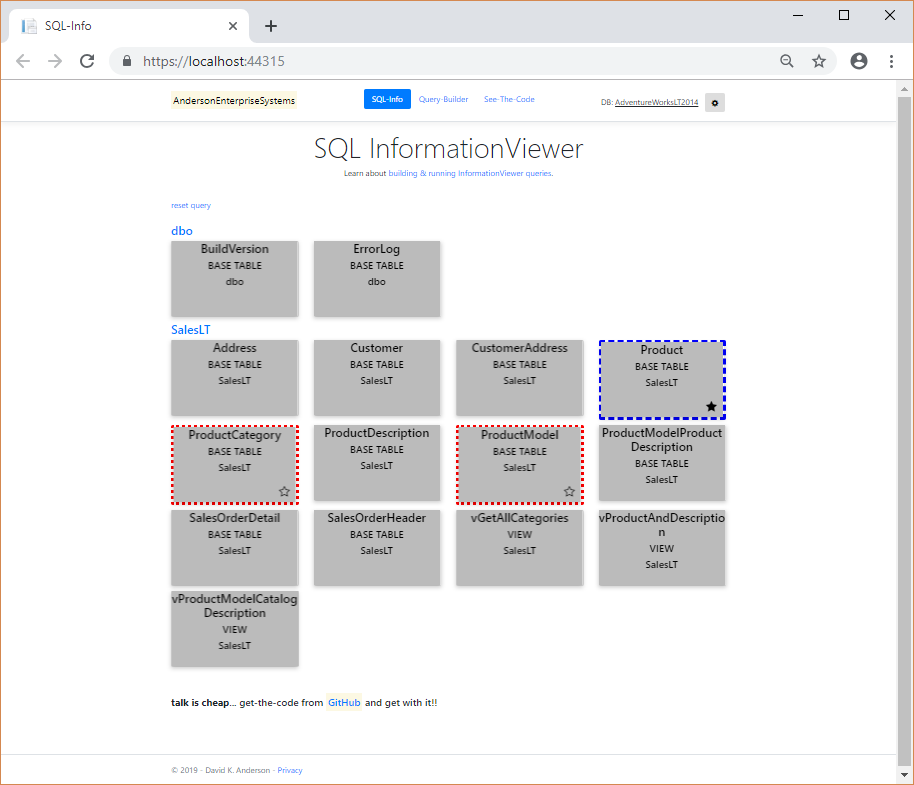 SQL-Info
https://localhost:44315
AndersonEnterpriseSystems
SQL-Info
Query-Builder
See-The-Code
DB: AdventureWorksLT2014
SQL InformationViewer
Learn about building & running InformationViewer queries.
reset query
dbo
BuildVersion
BASE TABLE
dbo
ErrorLog
BASE TABLE
dbo
SalesLT
Address
BASE TABLE
SalesLT
Customer
BASE TABLE
SalesLT
CustomerAddress
BASE TABLE
SalesLT
Product
BASE TABLE
SalesLT
ProductCategory
BASE TABLE
SalesLT
ProductDescription
BASE TABLE
SalesLT
ProductModel
BASE TABLE
SalesLT
ProductModelProduct
Description
BASE TABLE
SalesLT
SalesOrderDetail
BASE TABLE
SalesLT
SalesOrderHeader
BASE TABLE
SalesLT
vGetAllCategories
VIEW
SalesLT
vProductAndDescriptio
n
VIEW
SalesLT
vProductModelCatalog
Description
VIEW
SalesLT
talk is cheap... get-the-code from GitHub and get with it!!
© 2019 - David K. Anderson - Privacy